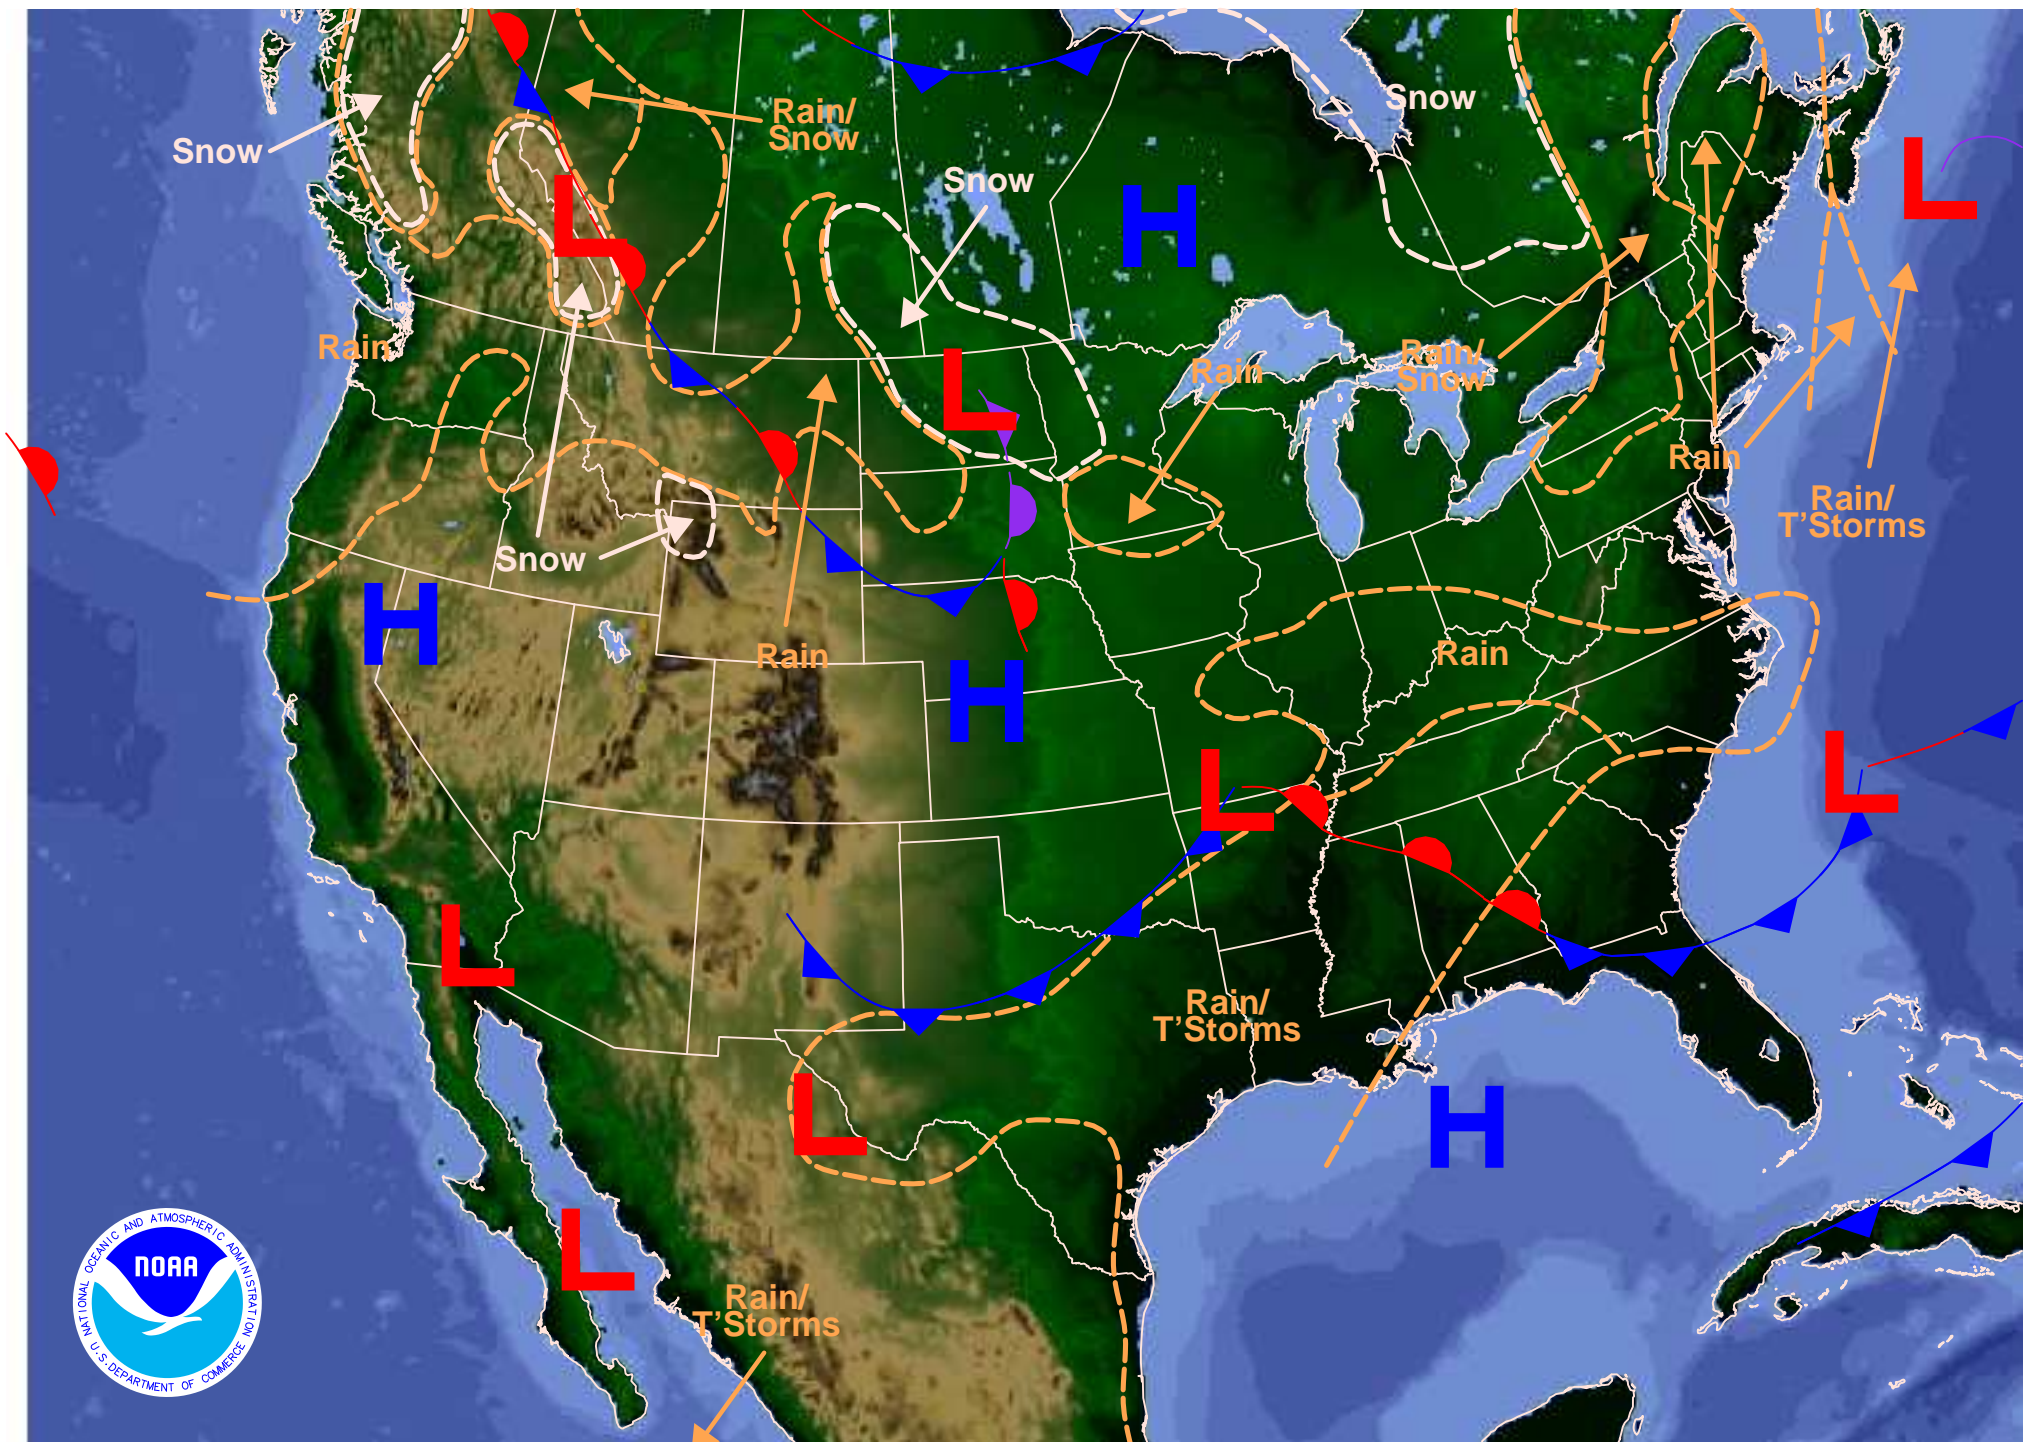 Snow
Rain/
Snow
Snow
Snow
L
L
H
Rain
L
Rain
Rain/
Snow
Rain
Rain/
T'Storms
Snow
H
Rain
H
Rain
L
L
L
Rain/
T'Storms
L
H
L
Rain/
T'Storms
NATIONAL OCEANIC AND ATMOSPHERIC ADMINISTRATION
NOAA
U.S. DEPARTMENT OF COMMERCE